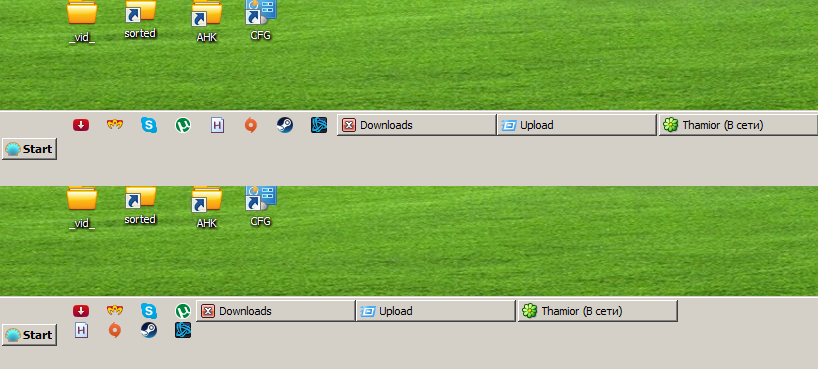 _vid_ sorted AHK CFG
Downloads Upload Thamior (В сети)
Start
_vid_ sorted AHK CFG
Downloads Upload Thamior (В сети)
H
Start